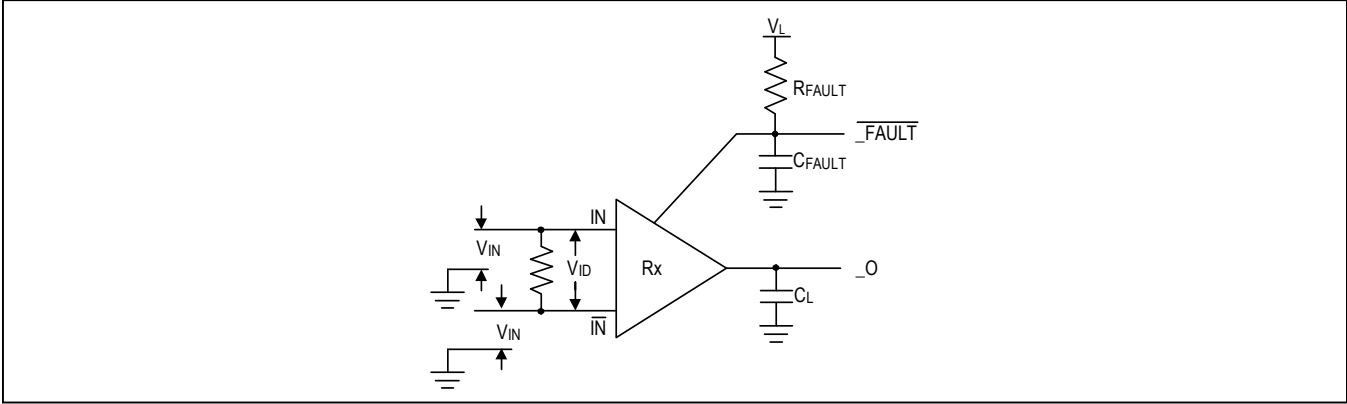 VL
RFAULT
_FAULT
CFAULT
IN
VIN
VID
Rx
_O
CL
IN
VIN